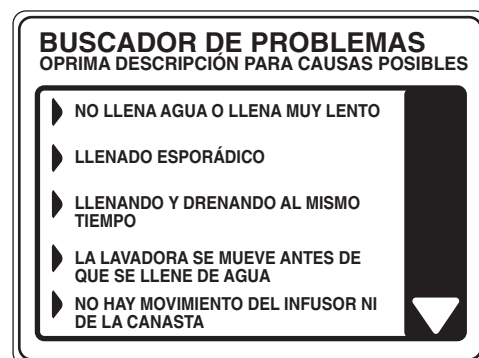 BUSCADOR DE PROBLEMAS
OPRIMA DESCRIPCIÓN PARA CAUSAS POSIBLES
NO LLENA AGUA O LLENA MUY LENTO
LLENADO ESPORÁDICO
LLENANDO Y DRENANDO AL MISMO
TIEMPO
LA LAVADORA SE MUEVE ANTES DE
QUE SE LLENE DE AGUA
NO HAY MOVIMIENTO DEL INFUSOR NI
DE LA CANASTA